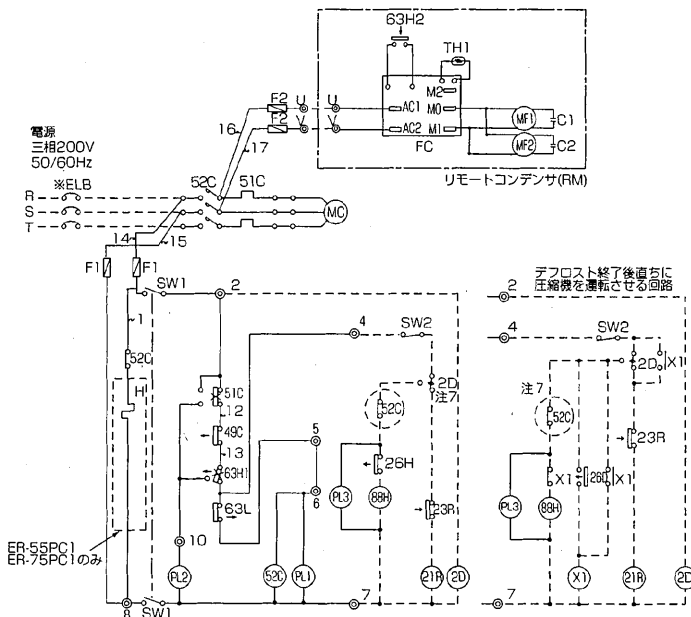 63H2
TH1
M2
F2
U
U
AC1
M0
MF1
C1
16
F2
V
V
AC2
M1
MF2
C2
17
FC
電源
三相200V
50/60Hz
リモートコンデンサ(RM)
※ELB
52C
51C
R
S
T
MC
14
15
F1
F1
SW1
2
2
デフロスト終了後直ちに
圧縮機を運転させる回路
1
4
SW2
4
SW2
52C
2D
注7
2D
X1
H
51C
12
52C
注7
52C
49C
5
13
26H
23R
63H1
6
X1
26D
X1
63L
PL3
88H
23R
PL3
88H
ER-55PC1
ER-75PC1のみ
10
PL2
52C
PL1
21R
2D
X1
21R
2D
8
SW1
7
7